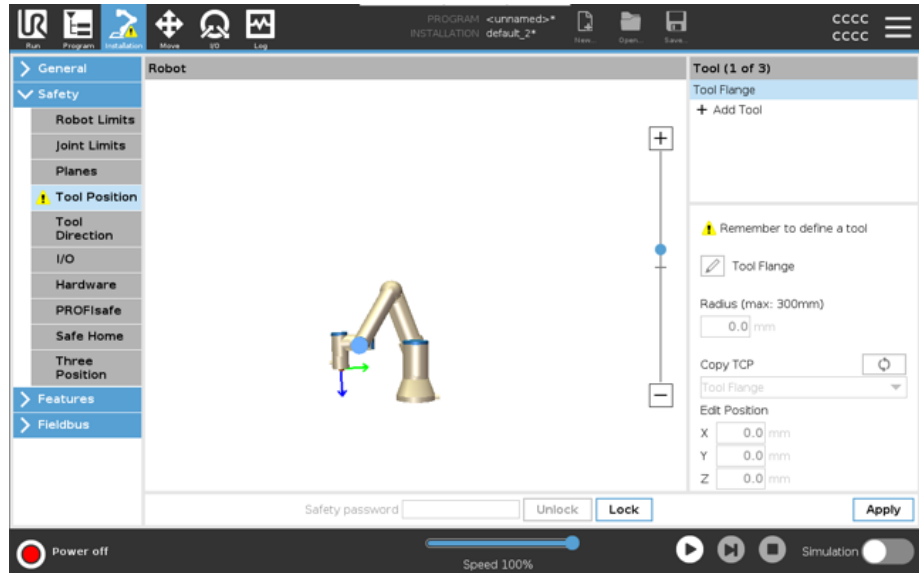 PROGRAM <unnamed>*
INSTALLATION default_2*
cccc
cccc
UR
Run
Program
Installation
Move
I/O
Log
New...
Open...
Save...
General
Safety
Robot Limits
Joint Limits
Planes
Tool Position
Tool
Direction
I/O
Hardware
PROFIsafe
Safe Home
Three
Position
Features
Fieldbus
Robot
Tool (1 of 3)
Tool Flange
+ Add Tool
Remember to define a tool
Tool Flange
Radius (max: 300mm)
0.0 mm
Copy TCP
Tool Flange
Edit Position
X 0.0 mm
Y 0.0 mm
Z 0.0 mm
Safety password
Unlock
Lock
Apply
Power off
Speed 100%
Simulation